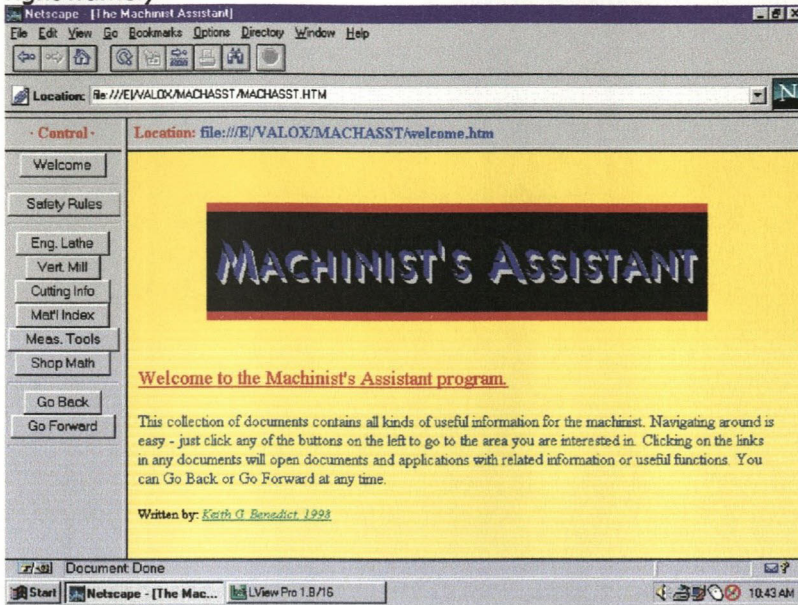 Netscape - [The Machinist Assistant]
File Edit View Go Bookmarks Options Directory Window Help
Location: file:///E|/VALOX/MACHASST/MACHASST.HTM
N
- Control -
Location: file:///E|/VALOX/MACHASST/welcome.htm
Welcome
Safety Rules
Eng. Lathe
Vert. Mill
Cutting Info
Mat'l Index
Meas. Tools
Shop Math
Go Back
Go Forward
MACHINIST'S ASSISTANT
Welcome to the Machinist's Assistant program.
This collection of documents contains all kinds of useful information for the machinist. Navigating around is
easy - just click any of the buttons on the left to go to the area you are interested in. Clicking on the links
in any documents will open documents and applications with related information or useful functions. You
can Go Back or Go Forward at any time.
Written by: Keith G. Benedict, 1998
Document Done
Start
Netscape - [The Mac...
LView Pro 1.B/16
10:43 AM